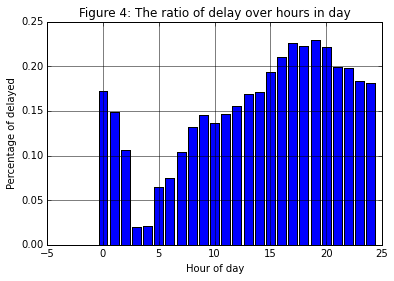 Figure 4: The ratio of delay over hours in day
0.25
0.20
0.15
0.10
0.05
0.00
Percentage of delayed
−5 0 5 10 15 20 25
Hour of day